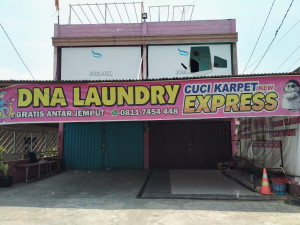 DNA LAUNDRY
GRATIS ANTAR JEMPUT 0811 7454 448
CUCI KARPET NEW
EXPRESS